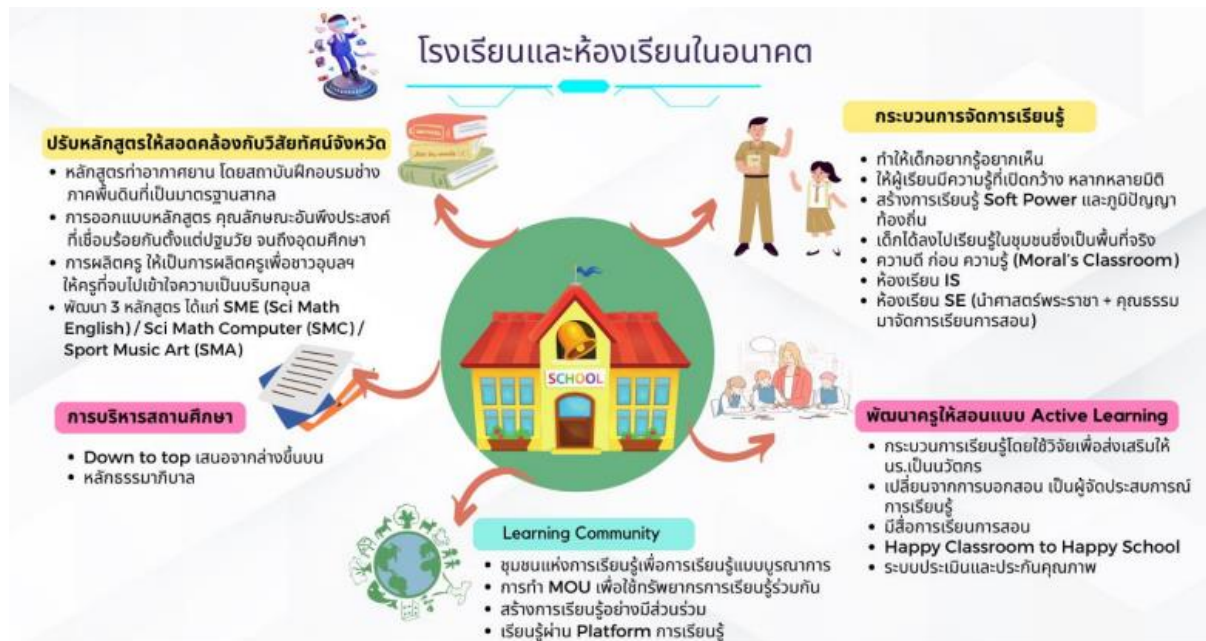 โรงเรียนและห้องเรียนในอนาคต
ปรับหลักสูตรให้สอดคล้องกับวิสัยทัศน์จังหวัด
• หลักสูตรท่าอากาศยาน โดยสถาบันฝึกอบรมช่าง
ภาคพื้นดินที่เป็นมาตรฐานสากล
• การออกแบบหลักสูตร คุณลักษณะอันพึงประสงค์
ที่เชื่อมร้อยกันตั้งแต่ปฐมวัย จนถึงอุดมศึกษา
• การผลิตครู ให้เป็นการผลิตครูเพื่อชาวอุบลฯ
ให้ครูที่จบไปเข้าใจความเป็นบริบทอุบล
• พัฒนา 3 หลักสูตร ได้แก่ SME (Sci Math
English) / Sci Math Computer (SMC) /
Sport Music Art (SMA)
กระบวนการจัดการเรียนรู้
• ทำให้เด็กอยากรู้อยากเห็น
• ให้ผู้เรียนมีความรู้ที่เปิดกว้าง หลากหลายมิติ
• สร้างการเรียนรู้ Soft Power และภูมิปัญญา
ท้องถิ่น
• เด็กได้ลงไปเรียนรู้ในชุมชนซึ่งเป็นพื้นที่จริง
• ความดี ก่อน ความรู้ (Moral's Classroom)
• ห้องเรียน IS
• ห้องเรียน SE (นำศาสตร์พระราชา + คุณธรรม
มาจัดการเรียนการสอน)
SCHOOL
การบริหารสถานศึกษา
• Down to top เสนอจากล่างขึ้นบน
• หลักธรรมาภิบาล
พัฒนาครูให้สอนแบบ Active Learning
• กระบวนการเรียนรู้โดยใช้วิจัยเพื่อส่งเสริมให้
นร.เป็นนวัตกร
• เปลี่ยนจากการบอกสอน เป็นผู้จัดประสบการณ์
การเรียนรู้
• มีสื่อการเรียนการสอน
• Happy Classroom to Happy School
• ระบบประเมินและประกันคุณภาพ
Learning Community
• ชุมชนแห่งการเรียนรู้เพื่อการเรียนรู้แบบบูรณาการ
• การทำ MOU เพื่อใช้ทรัพยากรการเรียนรู้ร่วมกัน
• สร้างการเรียนรู้อย่างมีส่วนร่วม
• เรียนรู้ผ่าน Platform การเรียนรู้